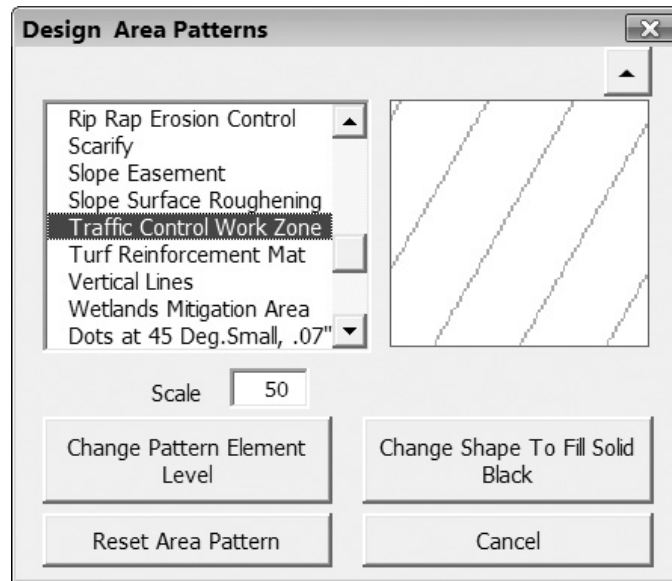 Design Area Patterns
Rip Rap Erosion Control
Scarify
Slope Easement
Slope Surface Roughening
Traffic Control Work Zone
Turf Reinforcement Mat
Vertical Lines
Wetlands Mitigation Area
Dots at 45 Deg.Small, .07"
Scale 50
Change Pattern Element
Level
Change Shape To Fill Solid
Black
Reset Area Pattern
Cancel